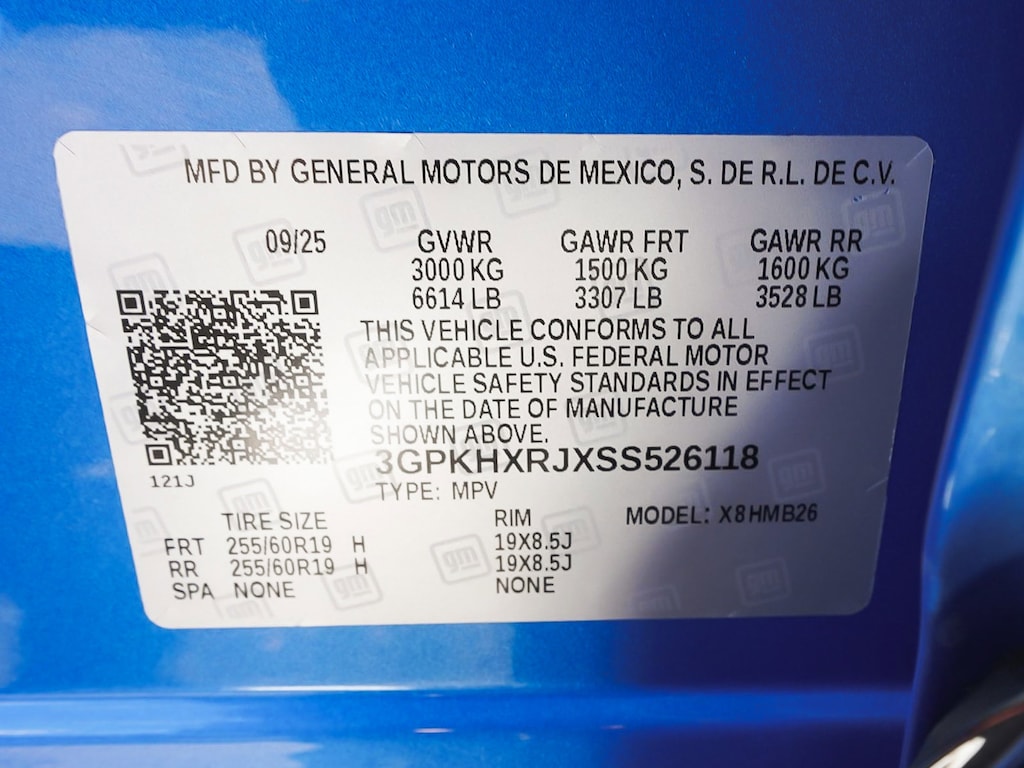 MFD BY GENERAL MOTORS DE MEXICO, S. DE R.L. DE C.V.
09/25 GVWR GAWR FRT GAWR RR
3000 KG 1500 KG 1600 KG
6614 LB 3307 LB 3528 LB
THIS VEHICLE CONFORMS TO ALL
APPLICABLE U.S. FEDERAL MOTOR
VEHICLE SAFETY STANDARDS IN EFFECT
ON THE DATE OF MANUFACTURE
SHOWN ABOVE.
3GPKHXRJXSS526118
121J
TYPE: MPV
TIRE SIZE RIM MODEL: X8HMB26
FRT 255/60R19 H 19X8.5J
RR 255/60R19 H 19X8.5J
SPA NONE NONE